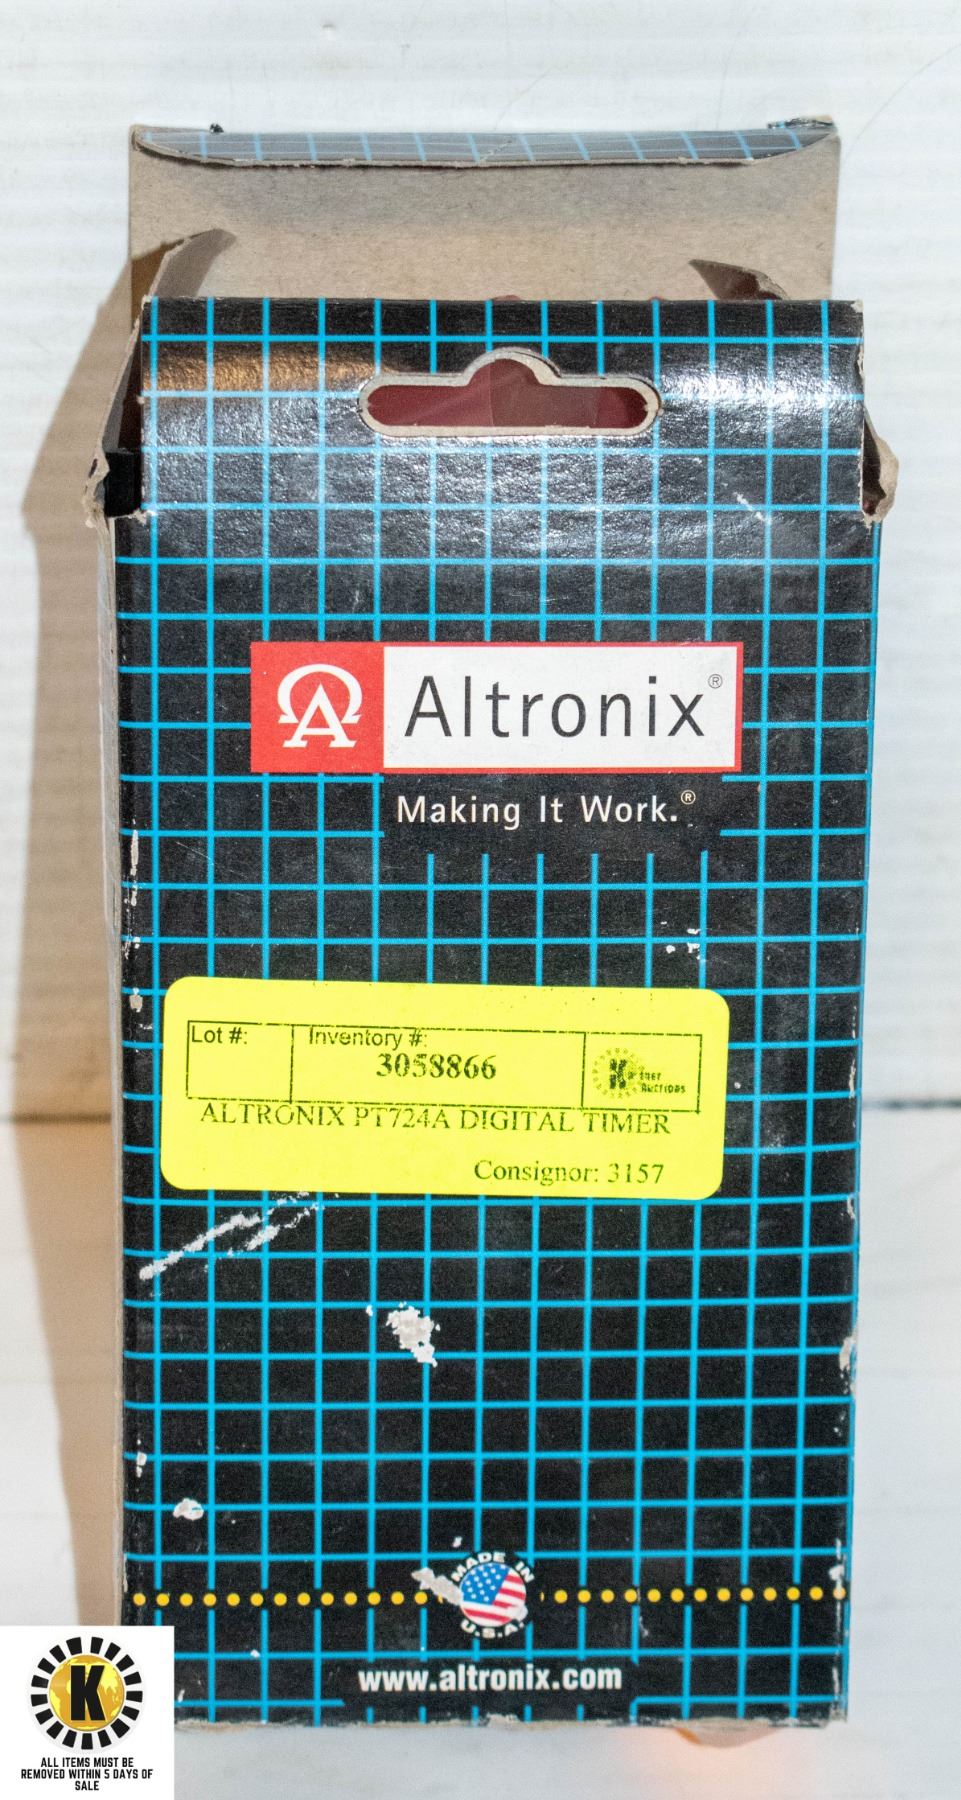 Altronix®
Making It Work.®
Lot #: Inventory #:
3058866
Auctions
ALTRONIX PT724A DIGITAL TIMER
Consignor: 3157
MADE IN
U.S.A.
www.altronix.com
K
ALL ITEMS MUST BE
REMOVED WITHIN 5 DAYS OF
SALE